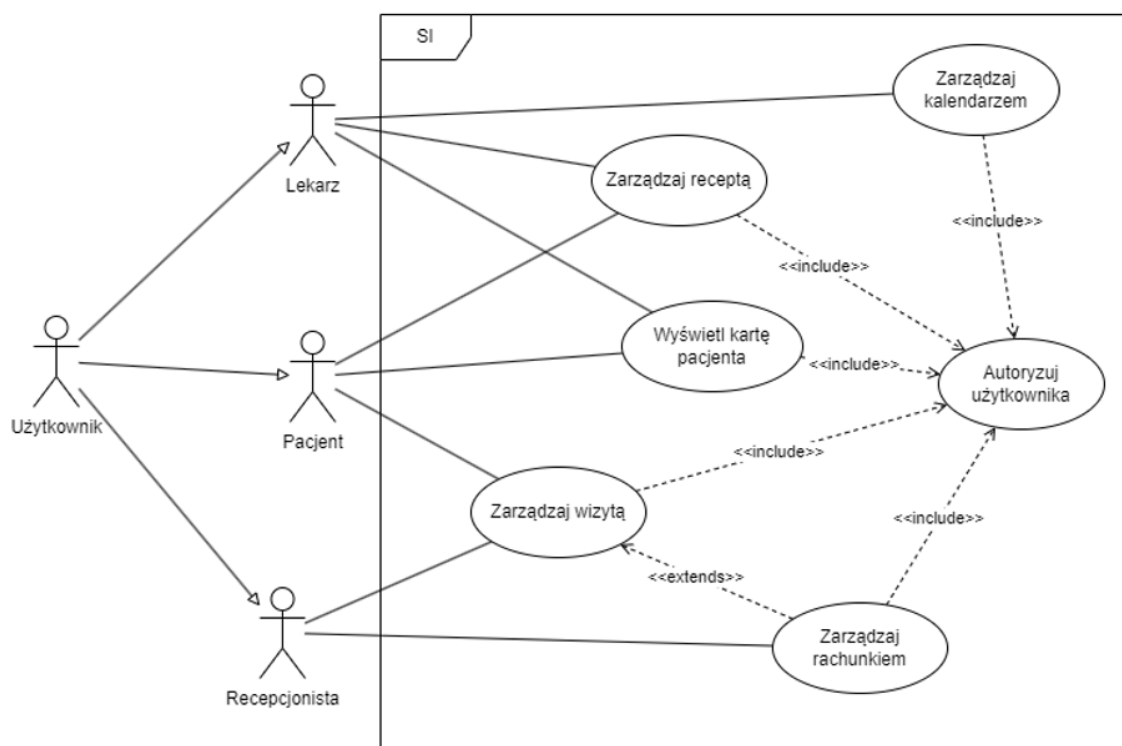 SI
Zarządzaj
kalendarzem
Lekarz
Zarządzaj receptą
<<include>>
<<include>>
Wyświetl kartę
pacjenta
<<include>>
Autoryzuj
użytkownika
Użytkownik
Pacjent
<<include>>
Zarządzaj wizytą
<<include>>
<<extends>>
Zarządzaj
rachunkiem
Recepcjonista